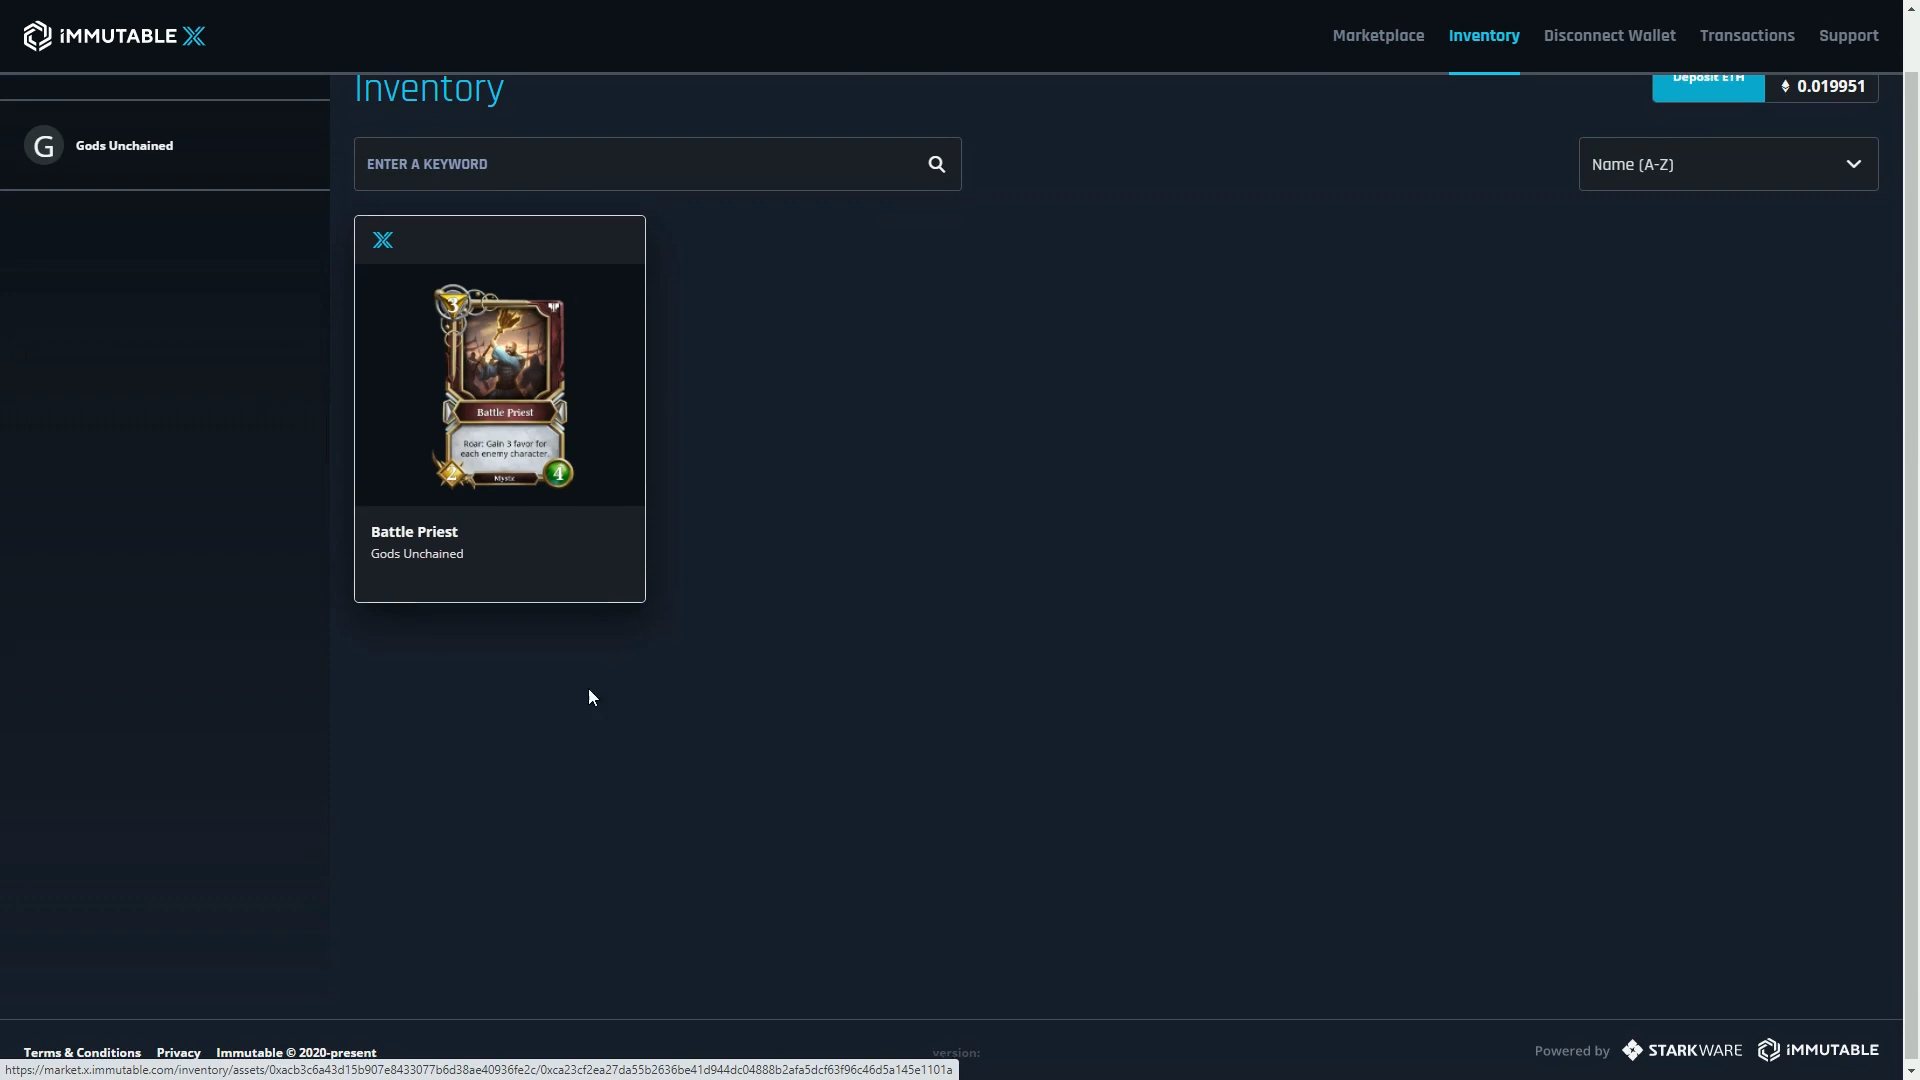 iMMUTABLE X
Marketplace
Inventory
Disconnect Wallet
Transactions
Support
Inventory
Deposit ETH
0.019951
G
Gods Unchained
ENTER A KEYWORD
Name (A-Z)
3
Battle Priest
Roar: Gain 3 favor for
each enemy character.
2
Mystic
4
Battle Priest
Gods Unchained
Terms & Conditions
Privacy
Immutable © 2020-present
version:
Powered by
STARKWARE
iMMUTABLE
https://market.x.immutable.com/inventory/assets/0xacb3c6a43d15b907e8433077b6d38ae40936fe2c/0xca23cf2ea27da55b2636be41d944dc04888b2afa5dcf63f96c46d5a145e1101a